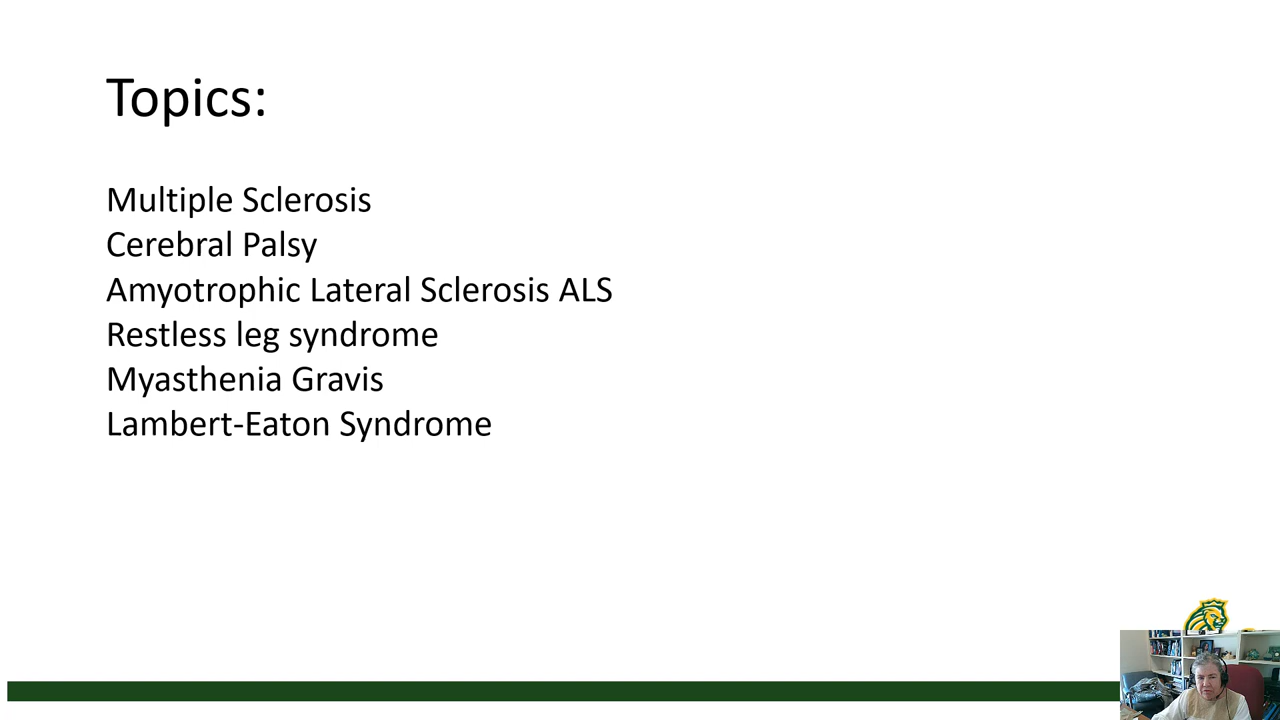 Topics:
Multiple Sclerosis
Cerebral Palsy
Amyotrophic Lateral Sclerosis ALS
Restless leg syndrome
Myasthenia Gravis
Lambert-Eaton Syndrome